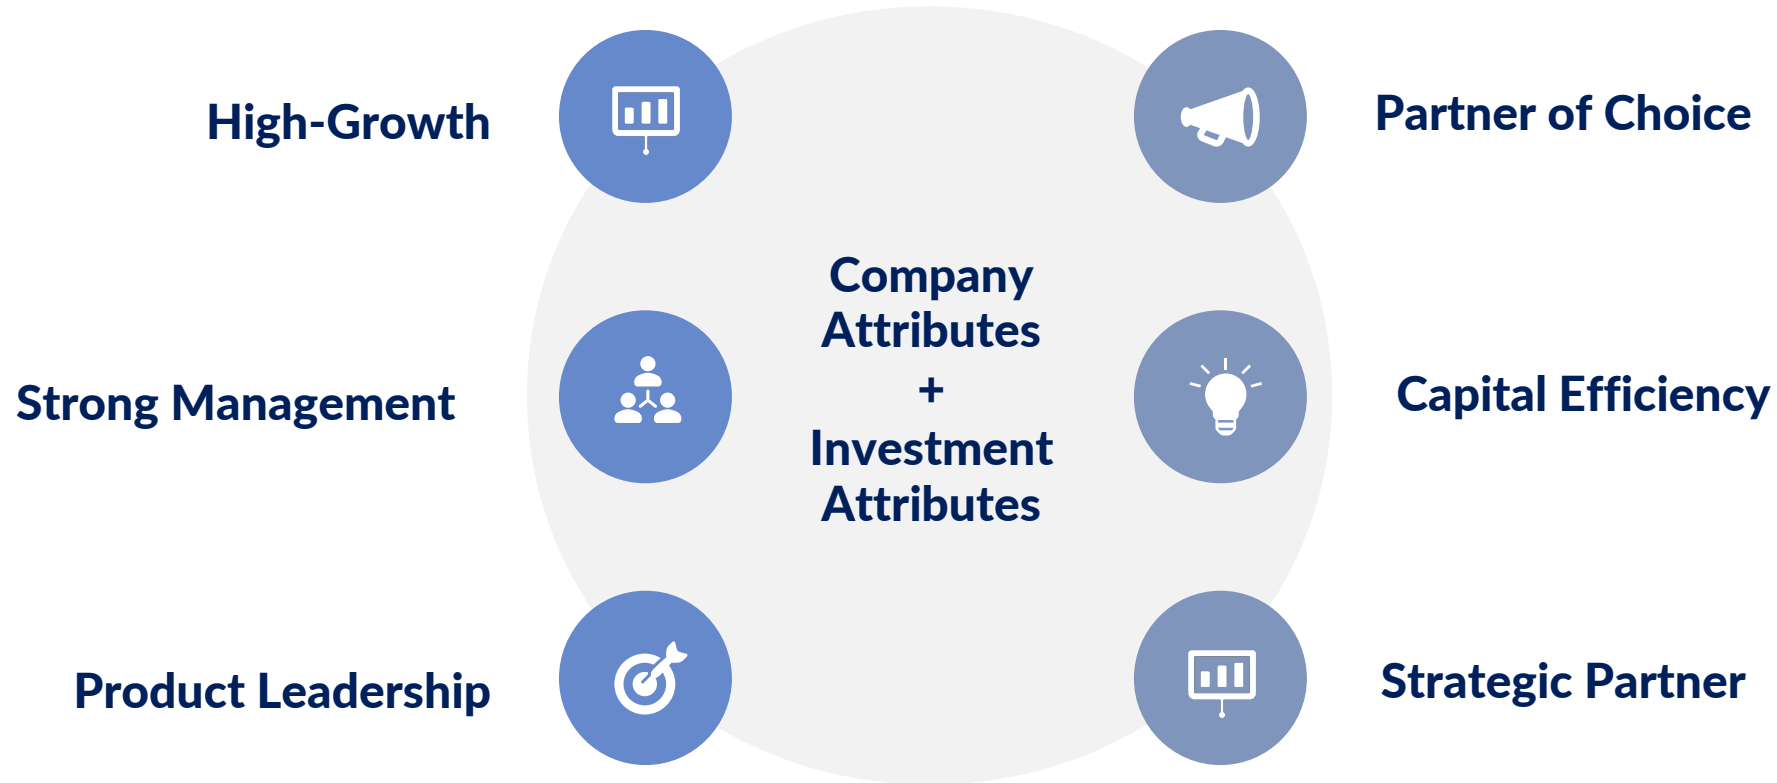 High-Growth
Strong Management
Product Leadership
Company
Attributes
+
Investment
Attributes
Partner of Choice
Capital Efficiency
Strategic Partner